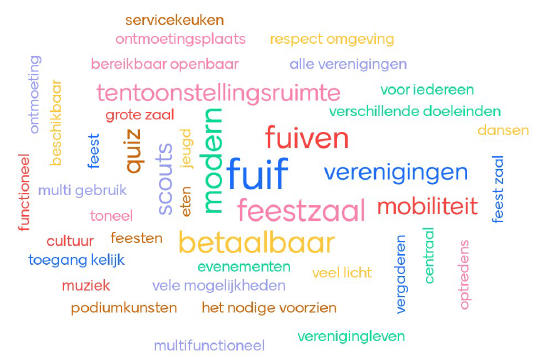 servicekeuken
ontmoetingsplaats
respect omgeving
bereikbaar openbaar
alle verenigingen
ontmoeting
beschikbaar
tentoonstellingsruimte
voor iedereen
grote zaal
verschillende doeleinden
functioneel
feest
quiz
scouts
jeugd
eten
modern
fuif
fuiven
dansen
verenigingen
feest zaal
multi gebruik
toneel
feestzaal
mobiliteit
cultuur
feesten
betaalbaar
vergaderen
centraal
optredens
toegang kelijk
evenementen
veel licht
muziek
vele mogelijkheden
podiumkunsten
het nodige voorzien
multifunctioneel
verenigingleven